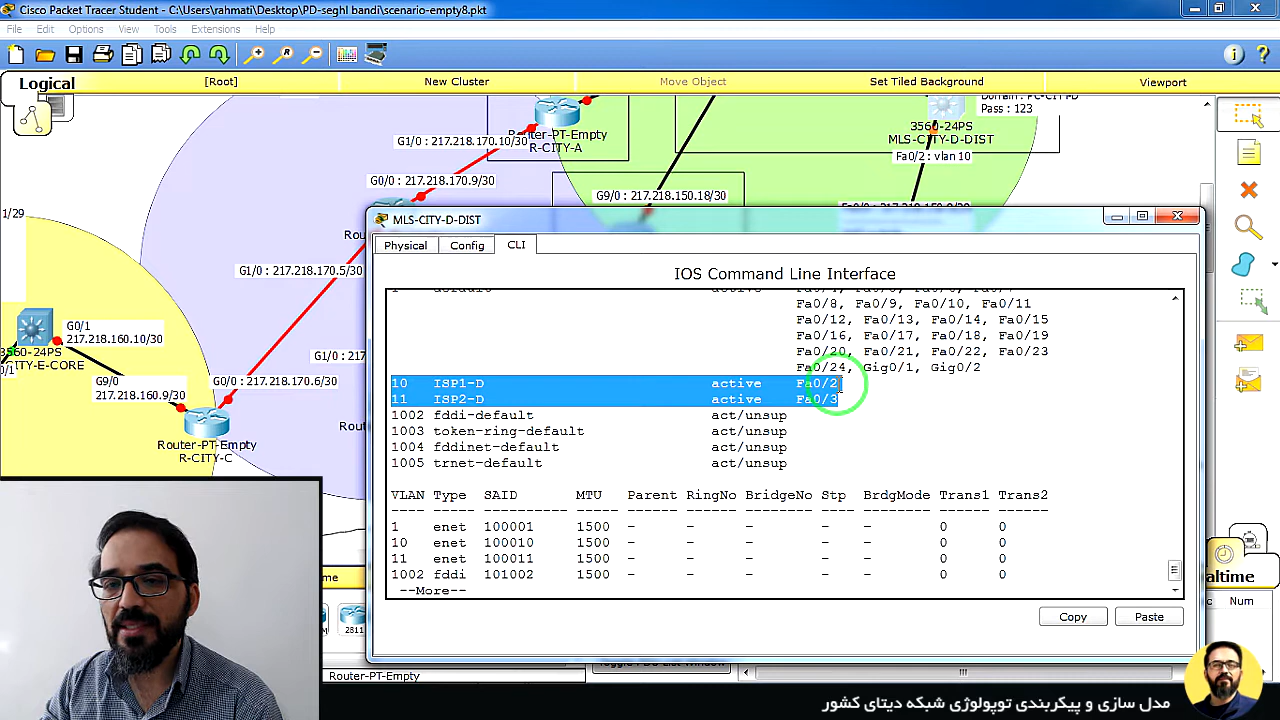 Cisco Packet Tracer Student - C:\Users\rahmati\Desktop\PD-seghl bandi\scenario-empty8.pkt
File Edit Options View Tools Extensions Help
Logical [Root] New Cluster Move Object Set Tiled Background Viewport
Pass : 123
3560-24PS
MLS-CITY-D-DIST
Fa0/2 : vlan 10
Router-PT-Empty
R-CITY-A
G1/0 : 217.218.170.10/30
G0/0 : 217.218.170.9/30
G9/0 : 217.218.150.18/30
1/29
G1/0 : 217.218.170.5/30
G0/1
217.218.160.10/30
3560-24PS
CITY-E-CORE
G9/0
217.218.160.9/30
G0/0 : 217.218.170.6/30
Router-PT-Empty
R-CITY-C
MLS-CITY-D-DIST
Physical Config CLI
IOS Command Line Interface
Fa0/8, Fa0/9, Fa0/10, Fa0/11
Fa0/12, Fa0/13, Fa0/14, Fa0/15
Fa0/16, Fa0/17, Fa0/18, Fa0/19
Fa0/20, Fa0/21, Fa0/22, Fa0/23
Fa0/24, Gig0/1, Gig0/2
10 ISP1-D active Fa0/2
11 ISP2-D active Fa0/3
1002 fddi-default act/unsup
1003 token-ring-default act/unsup
1004 fddinet-default act/unsup
1005 trnet-default act/unsup
VLAN Type SAID MTU Parent RingNo BridgeNo Stp BrdgMode Trans1 Trans2
---- ----- ---------- ----- ------ ------ -------- ---- -------- ------ ------
1 enet 100001 1500 - - - - - 0 0
10 enet 100010 1500 - - - - - 0 0
11 enet 100011 1500 - - - - - 0 0
1002 fddi 101002 1500 - - - - - 0 0
--More--
Copy Paste
2811
Router-PT-Empty
Num
مدل سازی و پیکربندی توپولوژی شبکه دیتای کشور